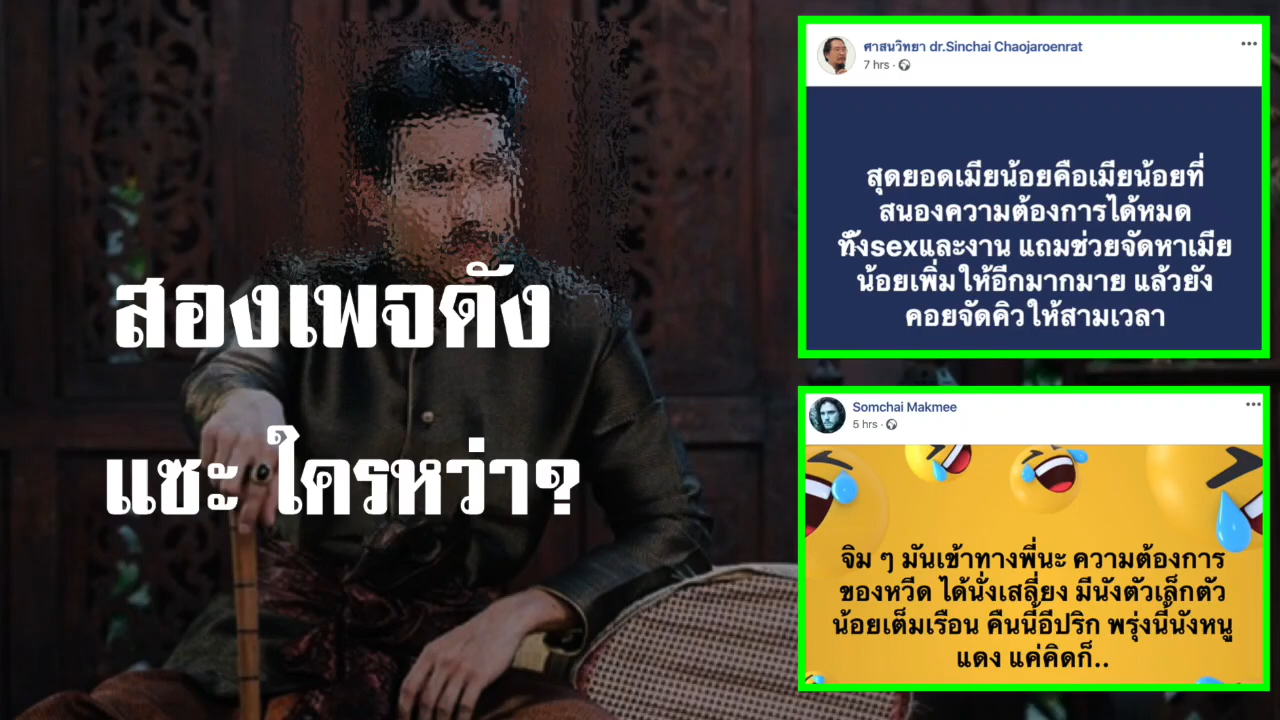 สองเพจดัง
แซะ ใครหว่า?
ศาสนวิทยา dr.Sinchai Chaojaroenrat
7 hrs ·
สุดยอดเมียน้อยคือเมียน้อยที่
สนองความต้องการได้หมด
ทั้งsexและงาน แถมช่วยจัดหาเมีย
น้อยเพิ่มให้อีกมากมาย แล้วยัง
คอยจัดคิวให้สามเวลา
Somchai Makmee
5 hrs ·
จิม ๆ มันเข้าทางพี่นะ ความต้องการ
ของหวีด ได้นั่งเสลี่ยง มีนังตัวเล็กตัว
น้อยเต็มเรือน คืนนี้อีปริก พรุ่งนี้นังหนู
แดง แค่คิดก็..